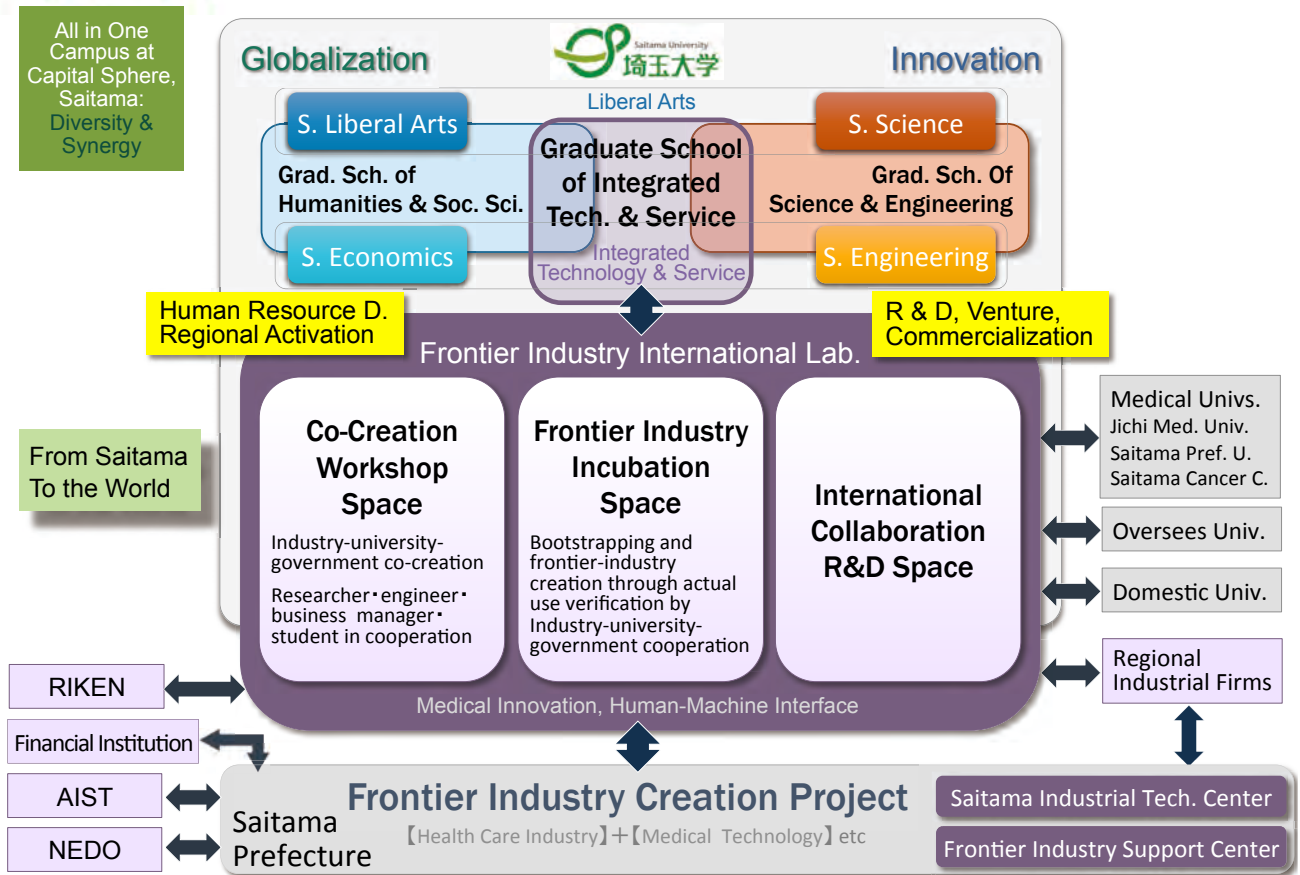 All in One
Campus at
Capital Sphere,
Saitama:
Diversity &
Synergy
Globalization
Saitama University
埼玉大学
Innovation
Liberal Arts
S. Liberal Arts
S. Science
Graduate School
of Integrated
Tech. & Service
Grad. Sch. of
Humanities & Soc. Sci.
Grad. Sch. Of
Science & Engineering
S. Economics
Integrated
Technology & Service
S. Engineering
Human Resource D.
Regional Activation
R & D, Venture,
Commercialization
Frontier Industry International Lab.
From Saitama
To the World
Co-Creation
Workshop
Space
Industry-university-
government co-creation
Researcher・engineer・
business manager・
student in cooperation
Frontier Industry
Incubation
Space
Bootstrapping and
frontier-industry
creation through actual
use verification by
Industry-university-
government cooperation
International
Collaboration
R&D Space
Medical Univs.
Jichi Med. Univ.
Saitama Pref. U.
Saitama Cancer C.
Oversees Univ.
Domestic Univ.
Regional
Industrial Firms
Medical Innovation, Human-Machine Interface
RIKEN
Financial Institution
AIST
NEDO
Saitama
Prefecture
Frontier Industry Creation Project
【Health Care Industry】+【Medical Technology】etc
Saitama Industrial Tech. Center
Frontier Industry Support Center